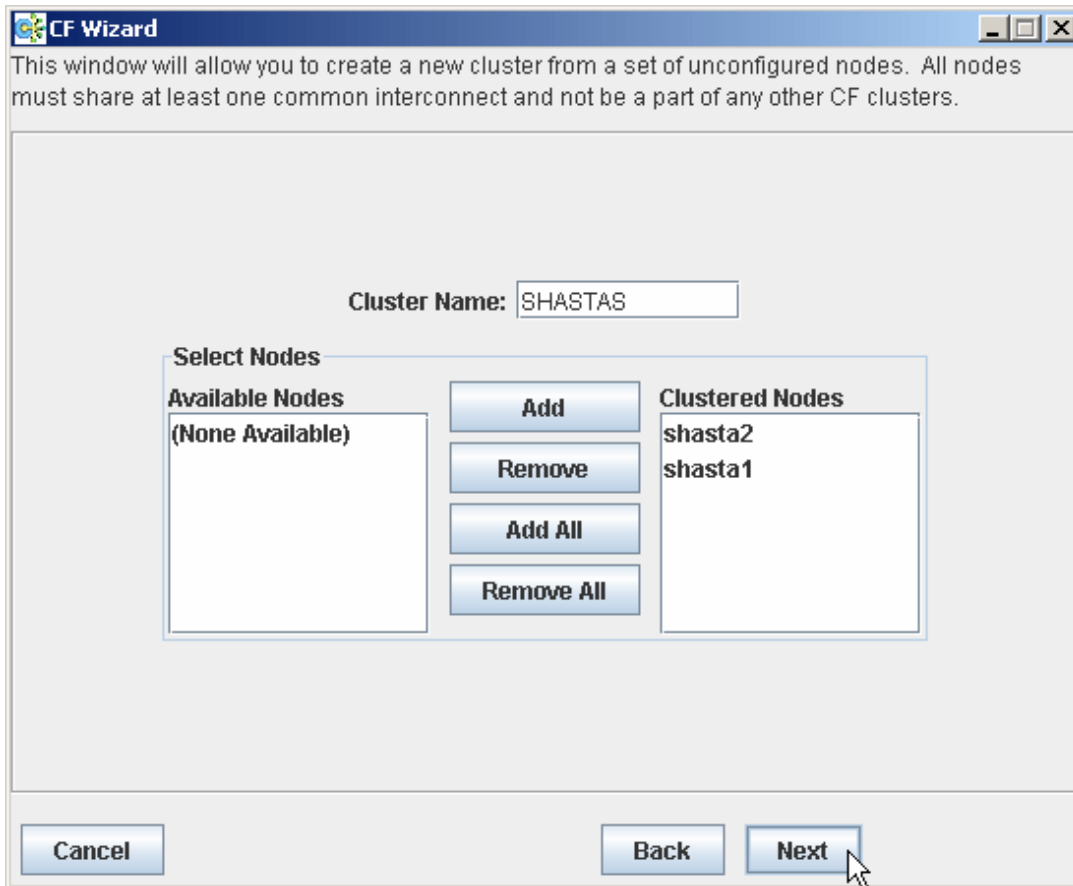 CF Wizard
This window will allow you to create a new cluster from a set of unconfigured nodes. All nodes
must share at least one common interconnect and not be a part of any other CF clusters.
Cluster Name: SHASTAS
Select Nodes
Available Nodes
(None Available)
Add
Remove
Add All
Remove All
Clustered Nodes
shasta2
shasta1
Cancel
Back
Next